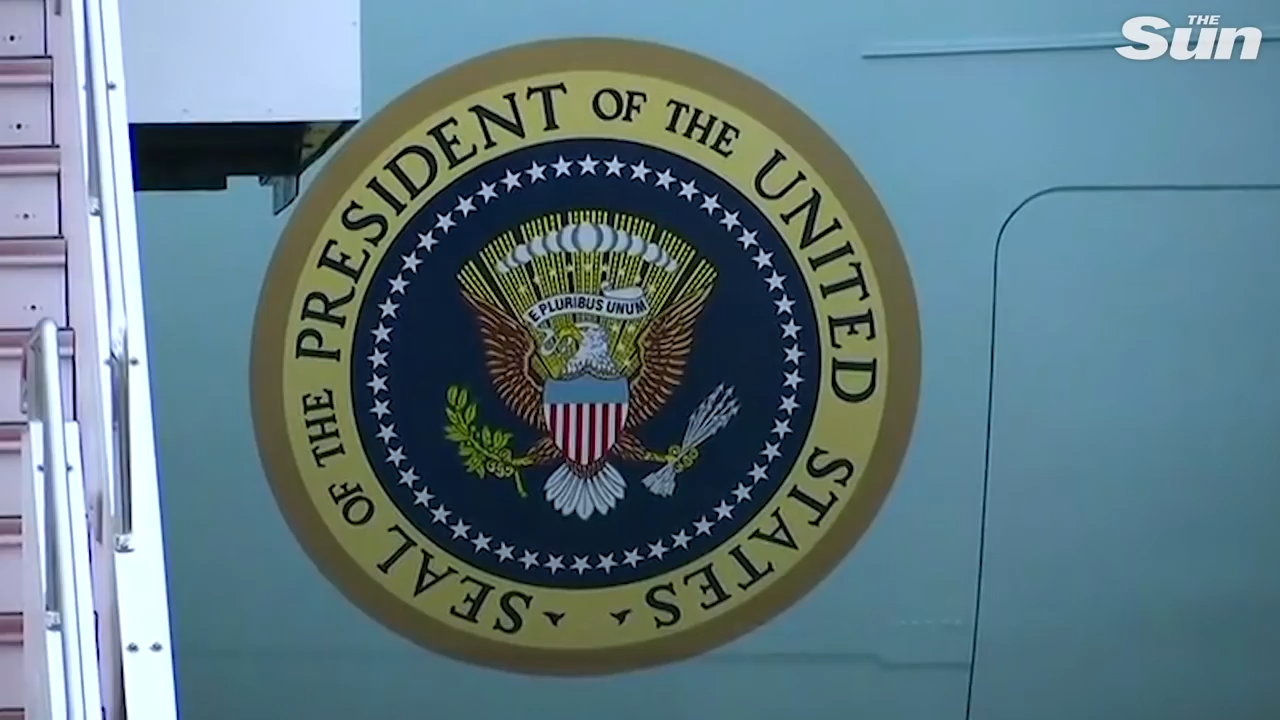 THE Sun
SEAL OF THE PRESIDENT OF THE UNITED STATES
E PLURIBUS UNUM